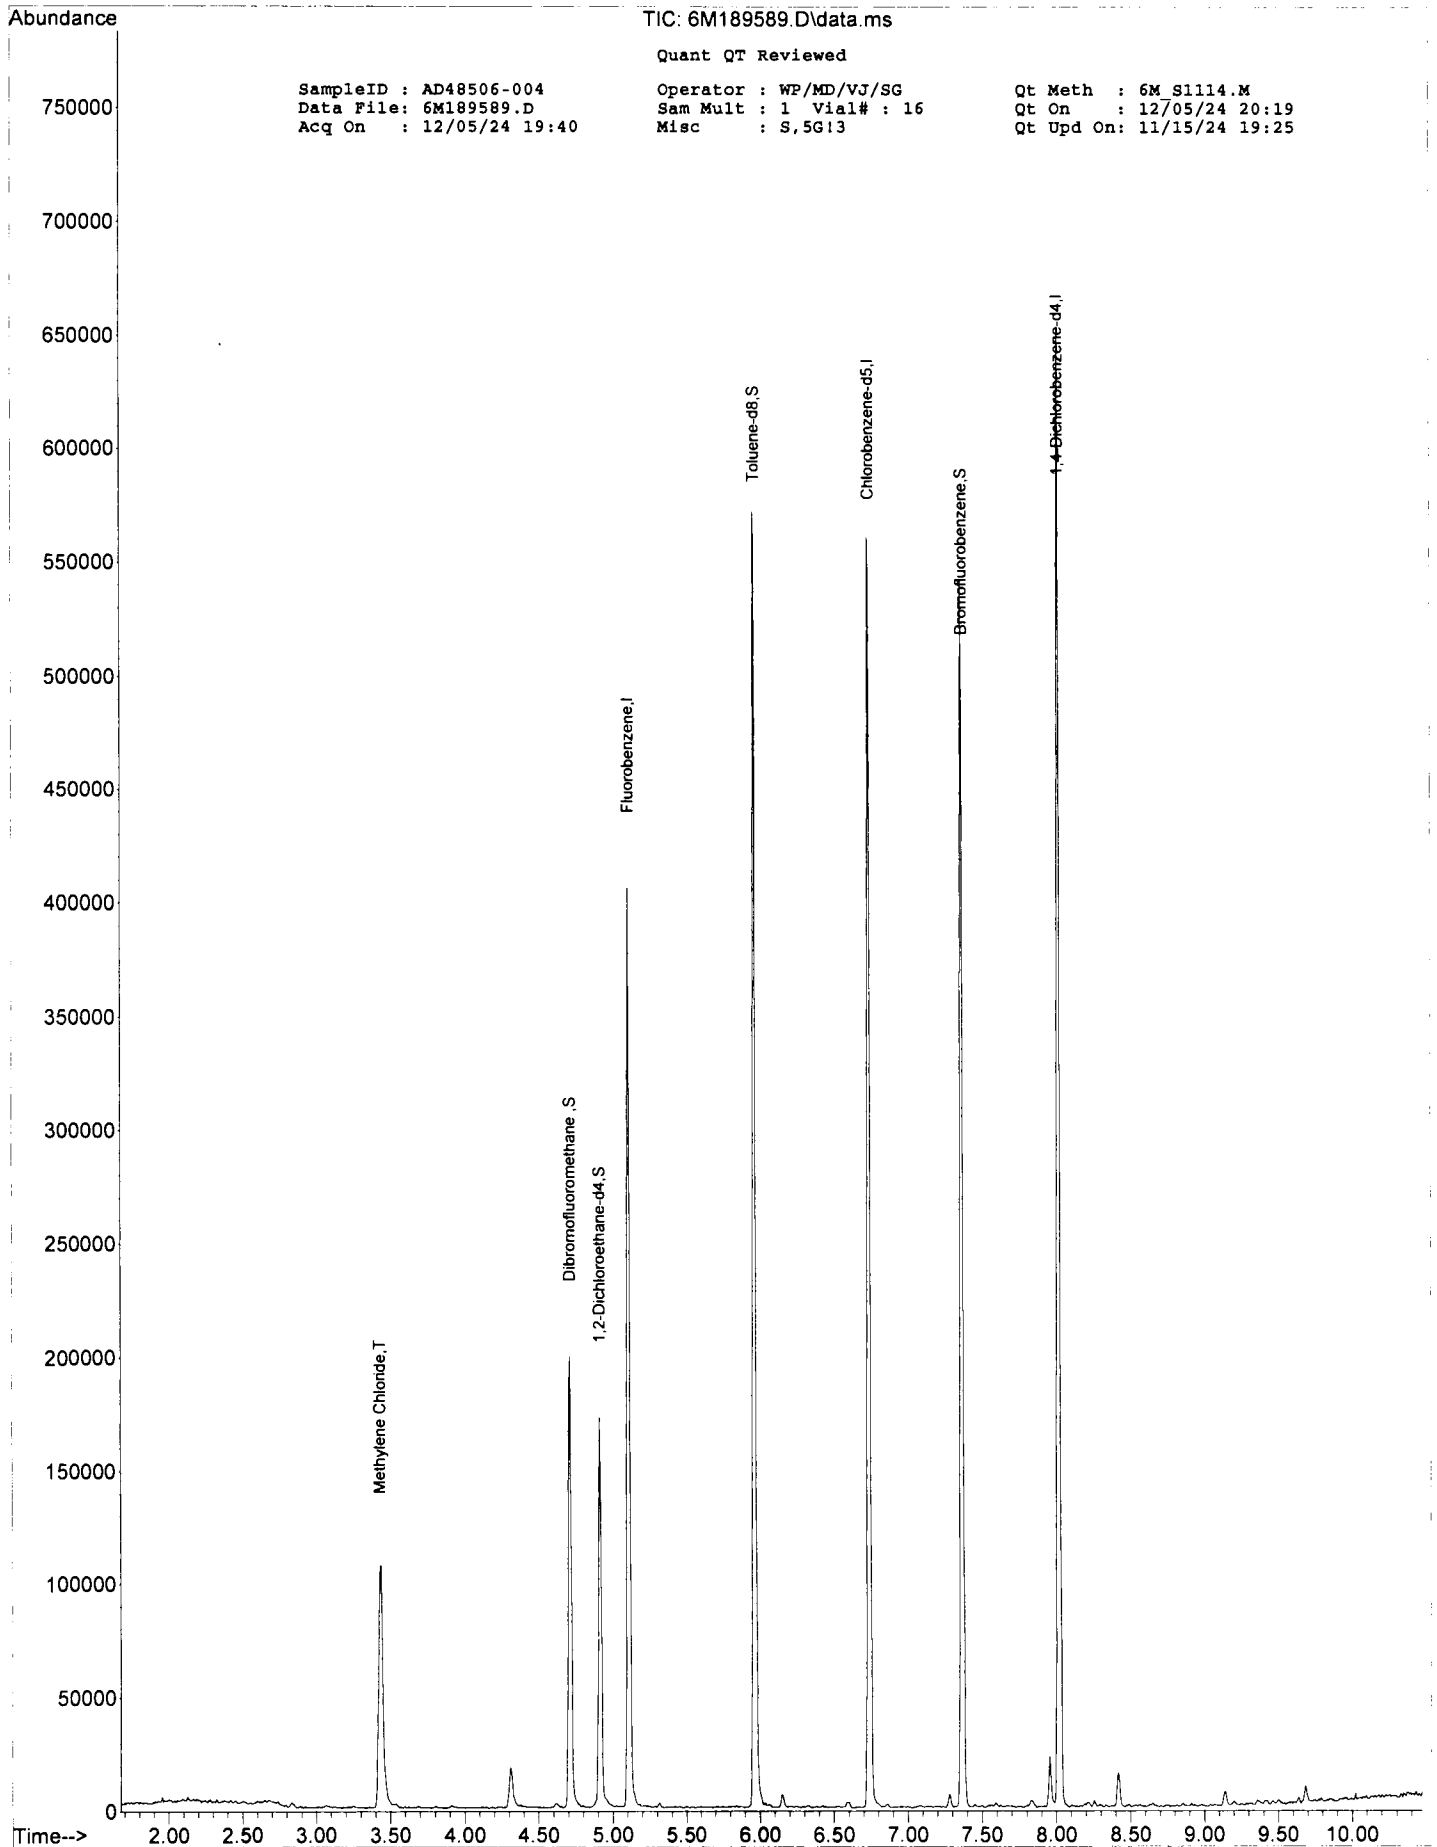 Abundance
TIC: 6M189589.D\data.ms
Quant QT Reviewed
SampleID : AD48506-004 Operator : WP/MD/VJ/SG Qt Meth : 6M_S1114.M
Data File: 6M189589.D Sam Mult : 1 Vial# : 16 Qt On : 12/05/24 20:19
Acq On : 12/05/24 19:40 Misc : S,5G!3 Qt Upd On: 11/15/24 19:25
750000
700000
650000
600000
550000
500000
450000
400000
350000
300000
250000
200000
150000
100000
50000
0
Methylene Chloride,T
Dibromofluoromethane ,S
1,2-Dichloroethane-d4,S
Fluorobenzene,I
Toluene-d8,S
Chlorobenzene-d5,I
Bromofluorobenzene,S
1,4-Dichlorobenzene-d4,I
Time--> 2.00 2.50 3.00 3.50 4.00 4.50 5.00 5.50 6.00 6.50 7.00 7.50 8.00 8.50 9.00 9.50 10.00